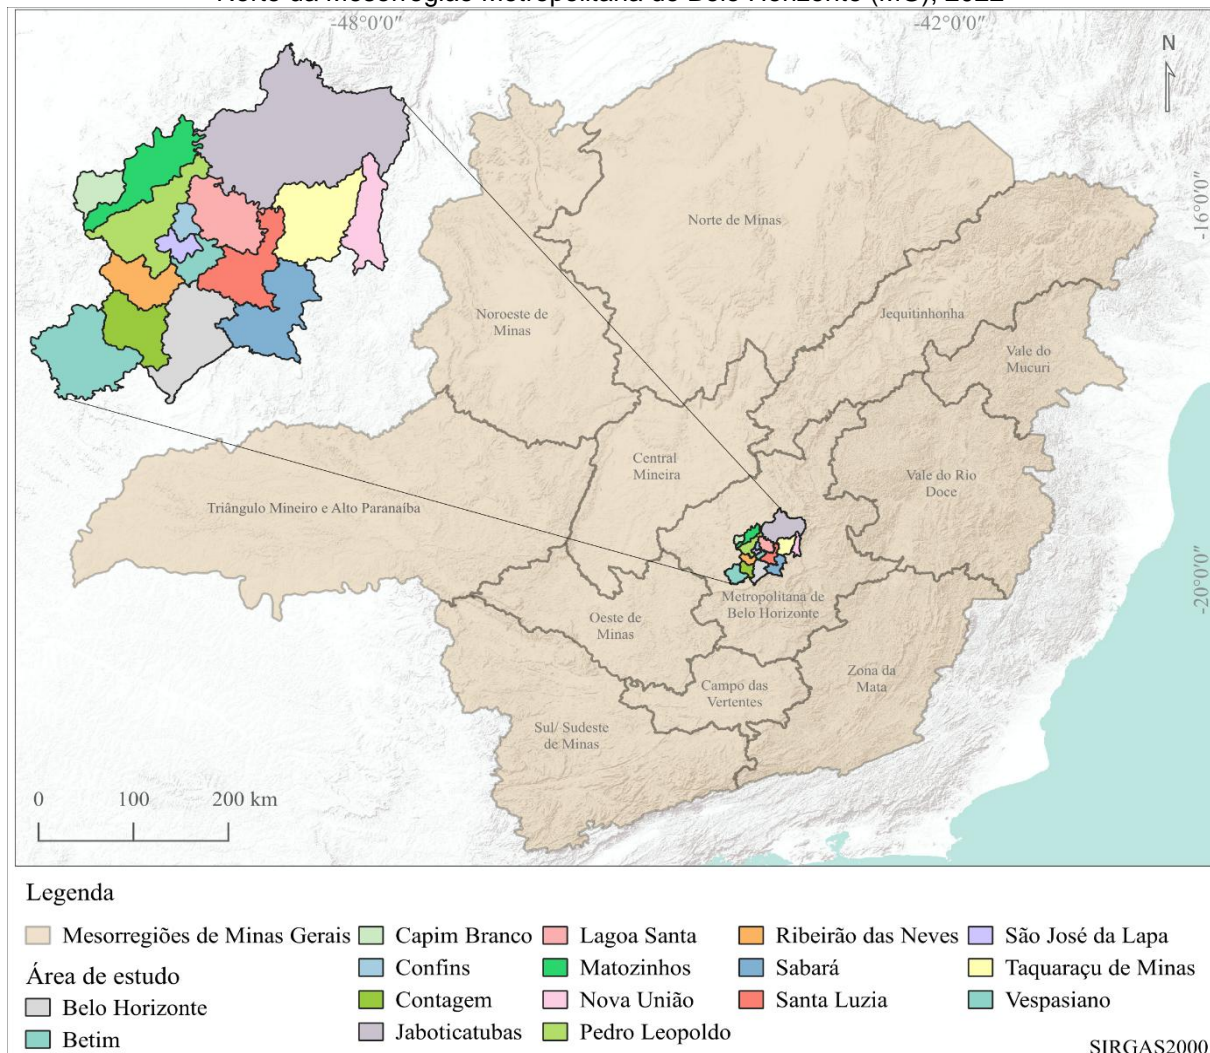 Norte da Mesorregião Metropolitana de Belo Horizonte (MG), 2022
-48°0′0″
-42°0′0″
N
-16°0′0″
Norte de Minas
Jequitinhonha
Noroeste de
Minas
Vale do
Mucuri
Central
Mineira
Vale do Rio
Doce
Triângulo Mineiro e Alto Paranaíba
-20°0′0″
Metropolitana de
Belo Horizonte
Oeste de
Minas
Zona da
Mata
Campo das
Vertentes
Sul/ Sudeste
de Minas
0 100 200 km
Legenda
Mesorregiões de Minas Gerais
Área de estudo
Belo Horizonte
Betim
Capim Branco
Confins
Contagem
Jaboticatubas
Lagoa Santa
Matozinhos
Nova União
Pedro Leopoldo
Ribeirão das Neves
Sabará
Santa Luzia
São José da Lapa
Taquaraçu de Minas
Vespasiano
SIRGAS2000